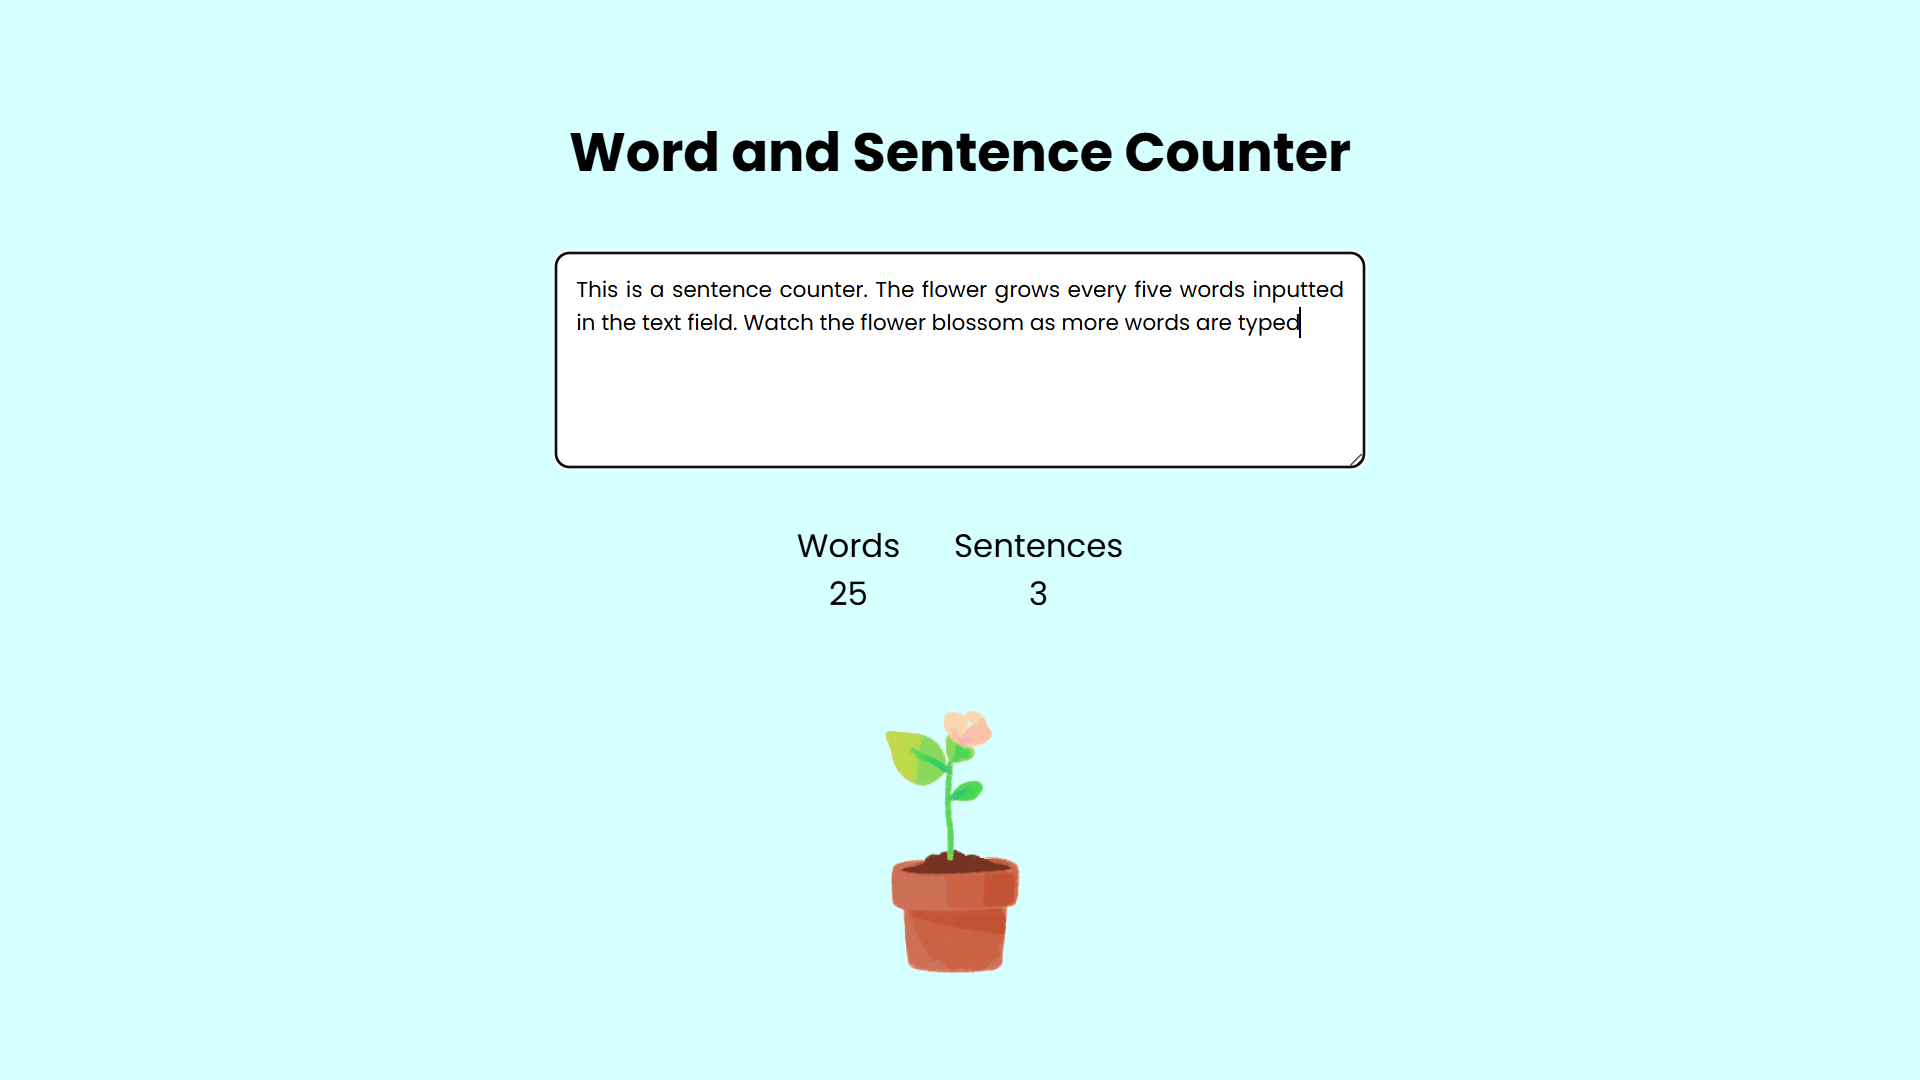 Word and Sentence Counter
This is a sentence counter. The flower grows every five words inputted
in the text field. Watch the flower blossom as more words are typed
Words Sentences
25 3